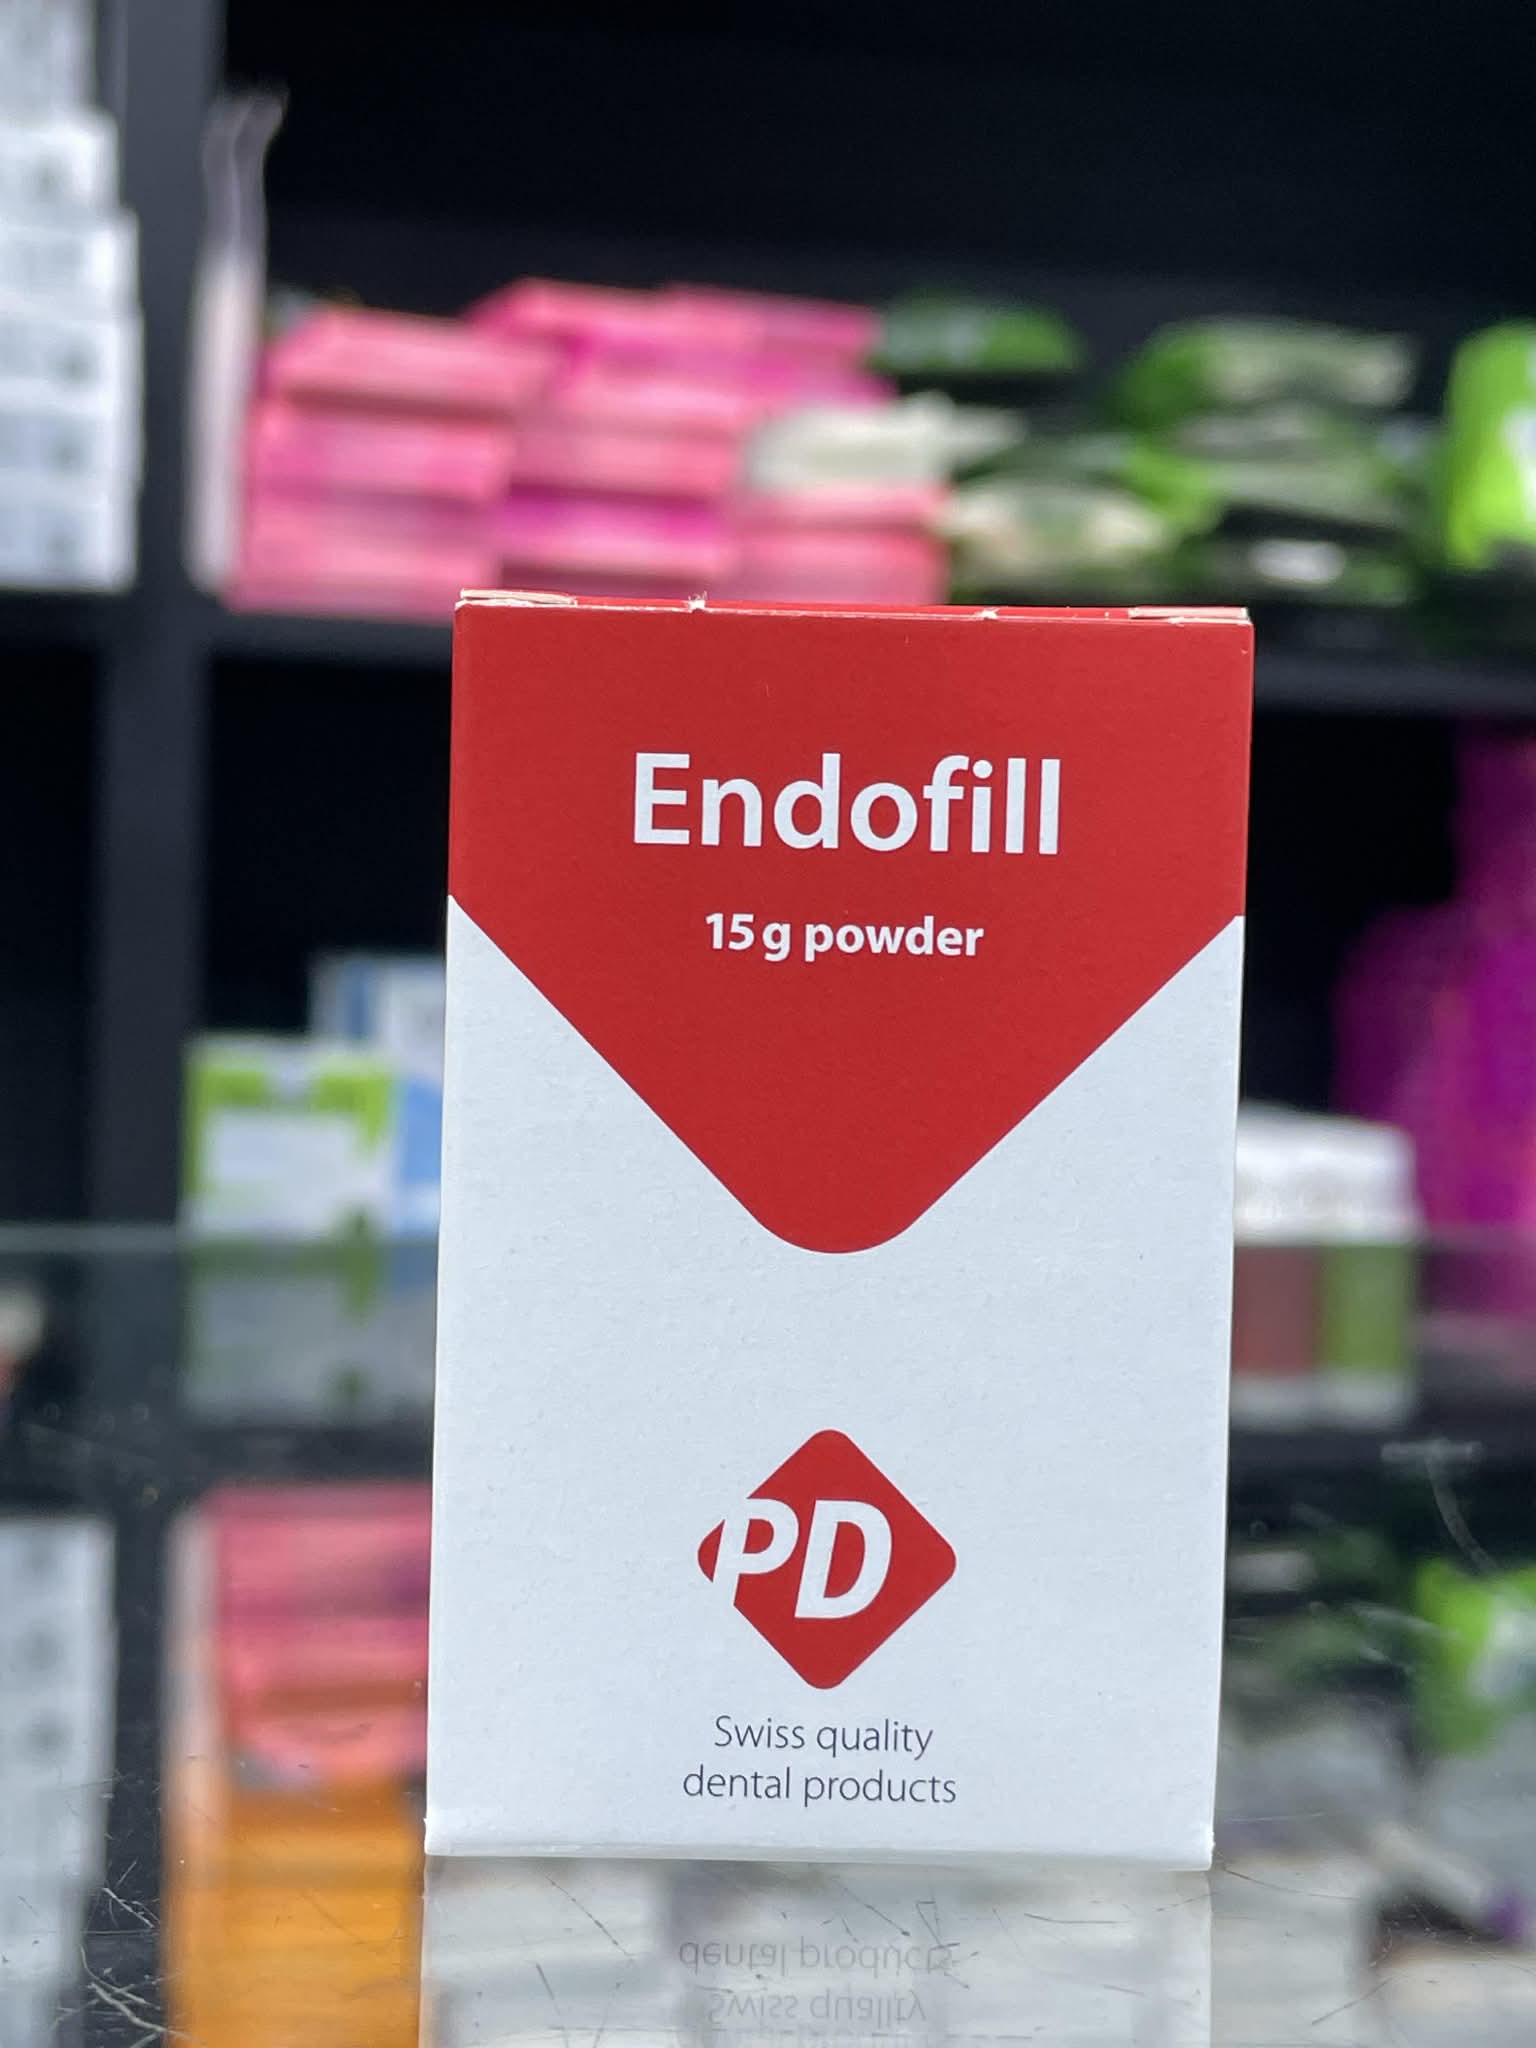 Endofill
15 g powder
PD
Swiss quality
dental products